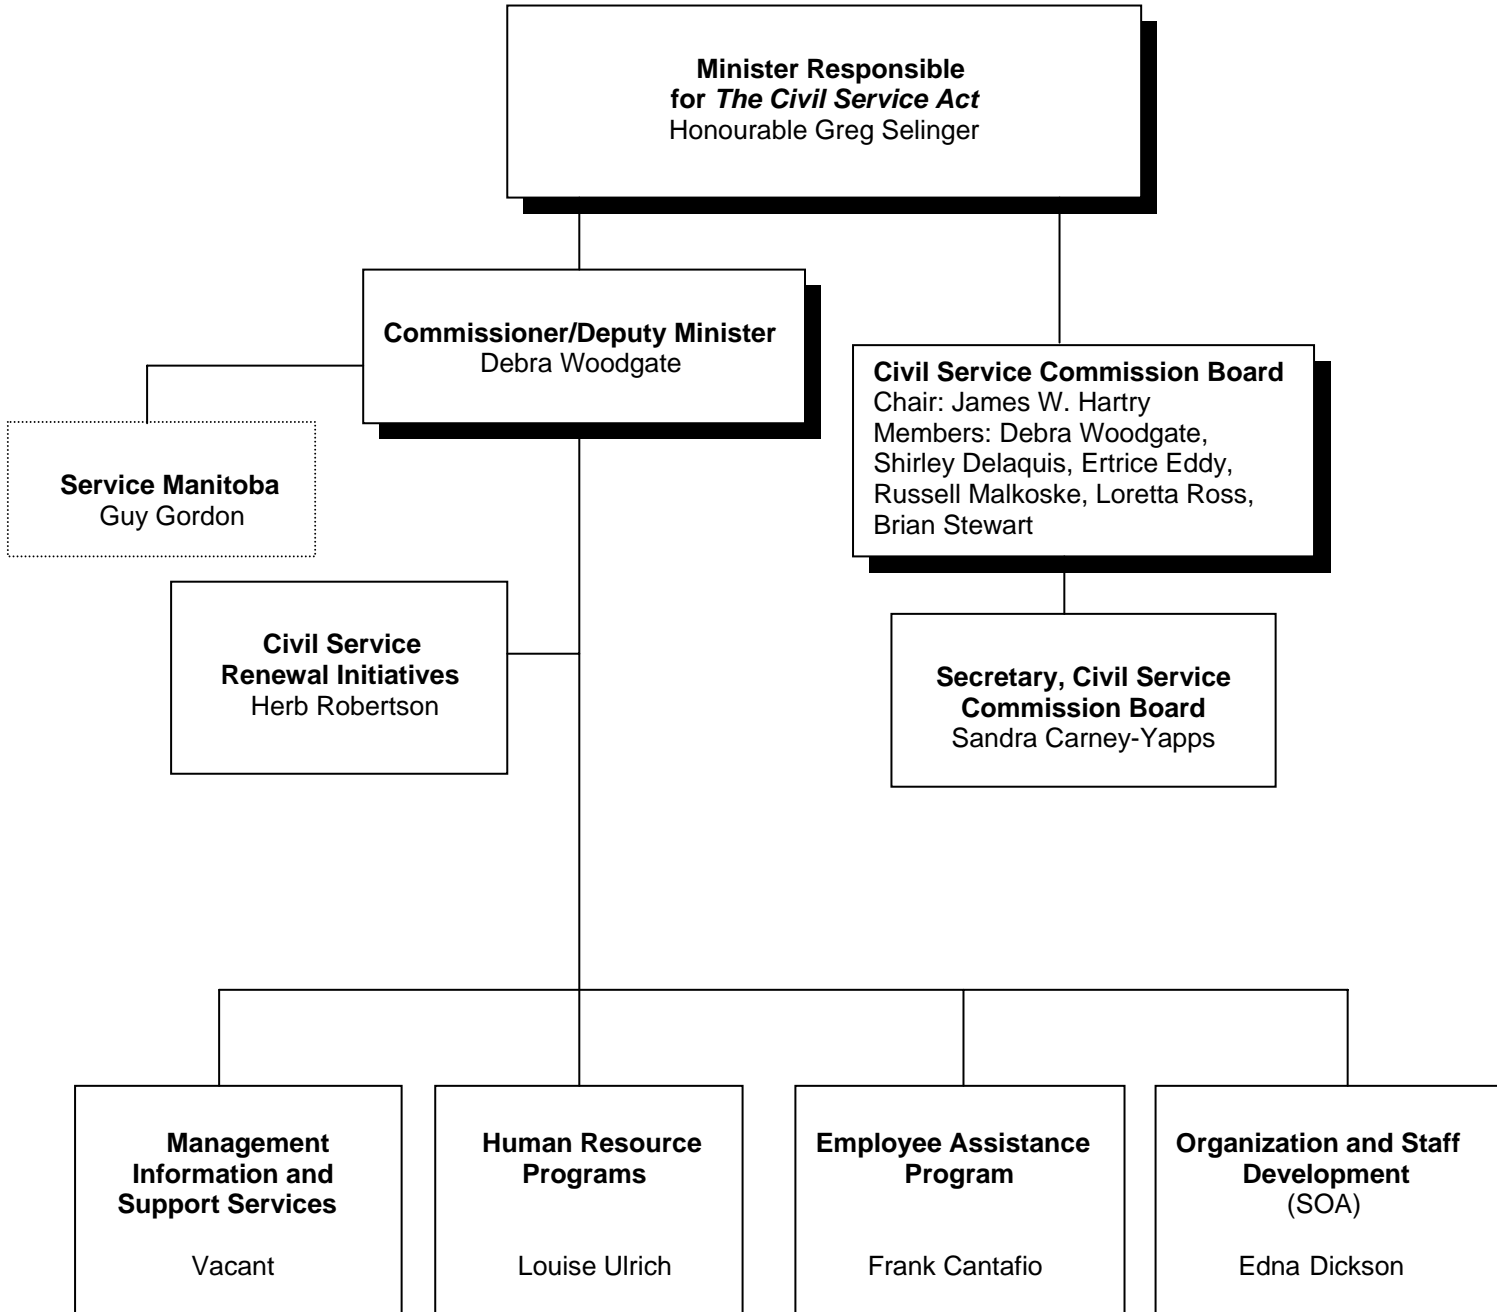 Minister Responsible
for The Civil Service Act
Honourable Greg Selinger
Commissioner/Deputy Minister
Debra Woodgate
Civil Service Commission Board
Chair: James W. Hartry
Members: Debra Woodgate,
Shirley Delaquis, Ertrice Eddy,
Russell Malkoske, Loretta Ross,
Brian Stewart
Service Manitoba
Guy Gordon
Civil Service
Renewal Initiatives
Herb Robertson
Secretary, Civil Service
Commission Board
Sandra Carney-Yapps
Management
Information and
Support Services
Vacant
Human Resource
Programs
Louise Ulrich
Employee Assistance
Program
Frank Cantafio
Organization and Staff
Development
(SOA)
Edna Dickson